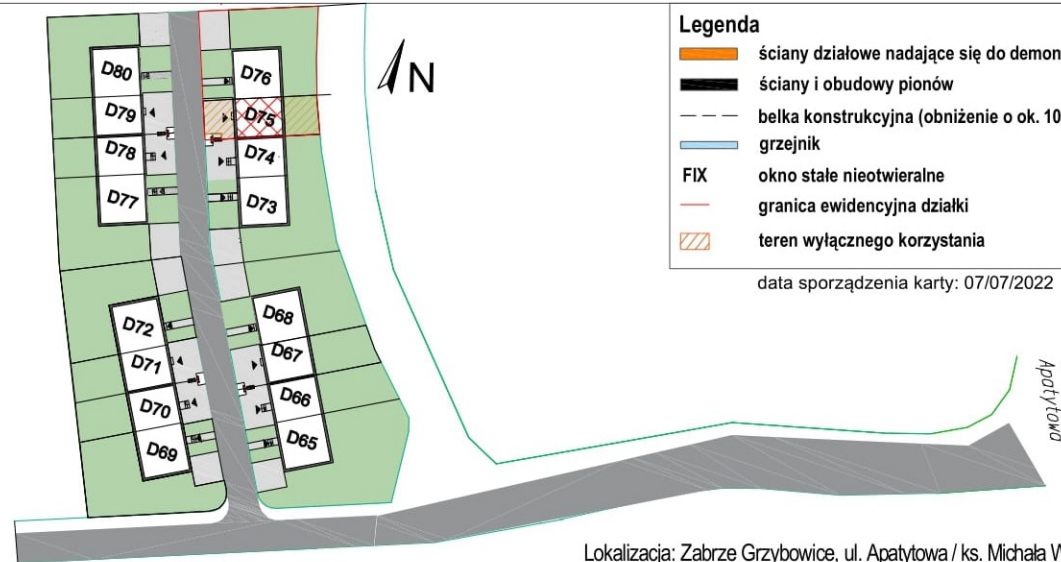 Legenda
ściany działowe nadające się do demon
ściany i obudowy pionów
belka konstrukcyjna (obniżenie o ok. 10
grzejnik
FIX okno stałe nieotwieralne
granica ewidencyjna działki
teren wyłącznego korzystania
data sporządzenia karty: 07/07/2022
N
D80
D76
D79
D75
D78
D74
D77
D73
D72
D68
D71
D67
D70
D66
D69
D65
Apatytowa
Lokalizacja: Zabrze Grzybowice, ul. Apatytowa / ks. Michała W